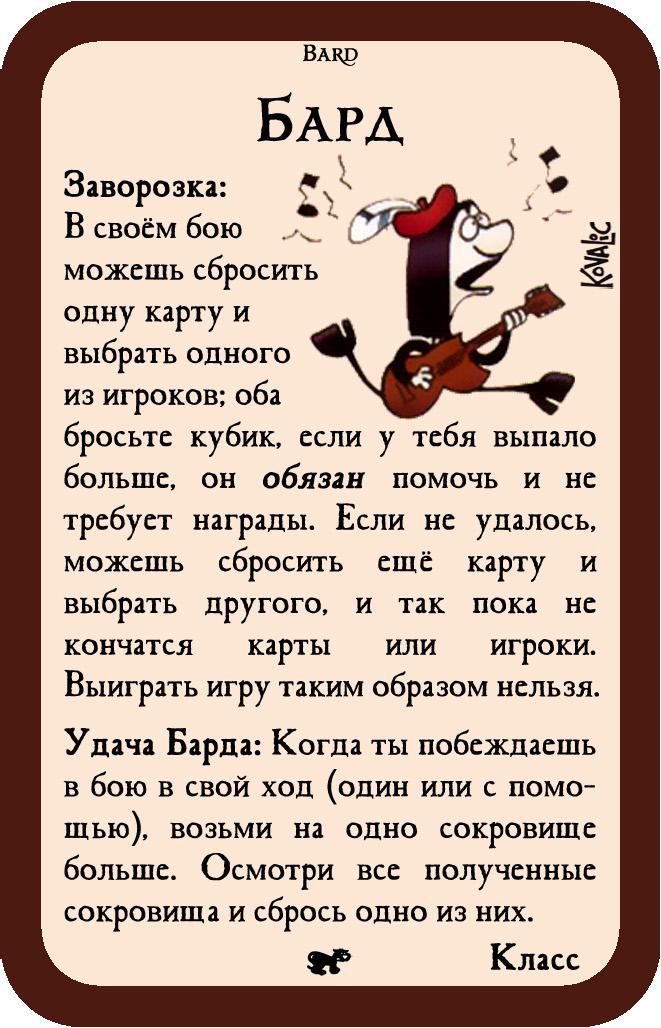 Bard
Бард
Заворозка:
В своём бою
можешь сбросить
одну карту и
выбрать одного
из игроков; оба
бросьте кубик, если у тебя выпало
больше, он обязан помочь и не
требует награды. Если не удалось,
можешь сбросить ещё карту и
выбрать другого, и так пока не
кончатся карты или игроки.
Выиграть игру таким образом нельзя.
Удача Барда: Когда ты побеждаешь
в бою в свой ход (один или с помо-
щью), возьми на одно сокровище
больше. Осмотри все полученные
сокровища и сбрось одно из них.
Класс
Kovalic